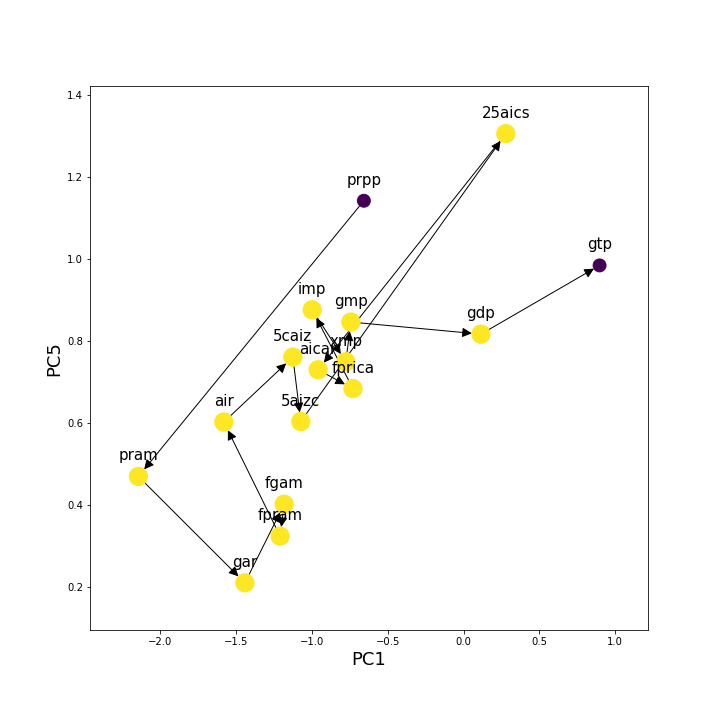 1.4
1.2
1.0
0.8
0.6
0.4
0.2
PC5
25aics
prpp
gtp
imp
gmp
gdp
5caiz
aicar
xmp
fprica
air
5aizc
pram
fgam
fpram
gar
−2.0
−1.5
−1.0
−0.5
0.0
0.5
1.0
PC1